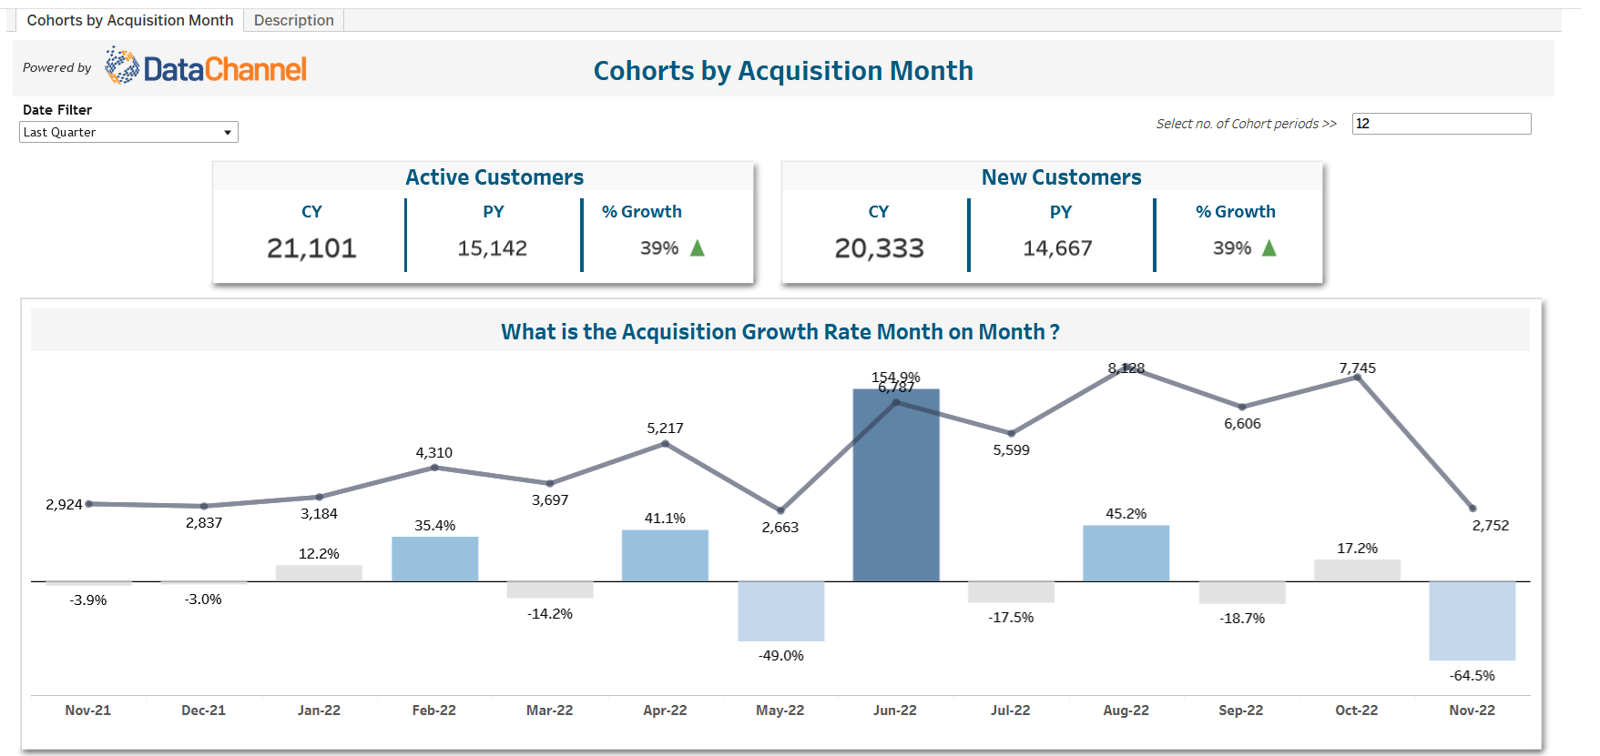 Cohorts by Acquisition Month Description
Powered by DataChannel
Cohorts by Acquisition Month
Date Filter
Last Quarter
Select no. of Cohort periods >> 12
Active Customers
CY PY % Growth
21,101 15,142 39%
New Customers
CY PY % Growth
20,333 14,667 39%
What is the Acquisition Growth Rate Month on Month ?
2,924 2,837 3,184 4,310 3,697 5,217 2,663 6,787 5,599 8,128 6,606 7,745 2,752
-3.9% -3.0% 12.2% 35.4% -14.2% 41.1% -49.0% 154.9% -17.5% 45.2% -18.7% 17.2% -64.5%
Nov-21 Dec-21 Jan-22 Feb-22 Mar-22 Apr-22 May-22 Jun-22 Jul-22 Aug-22 Sep-22 Oct-22 Nov-22